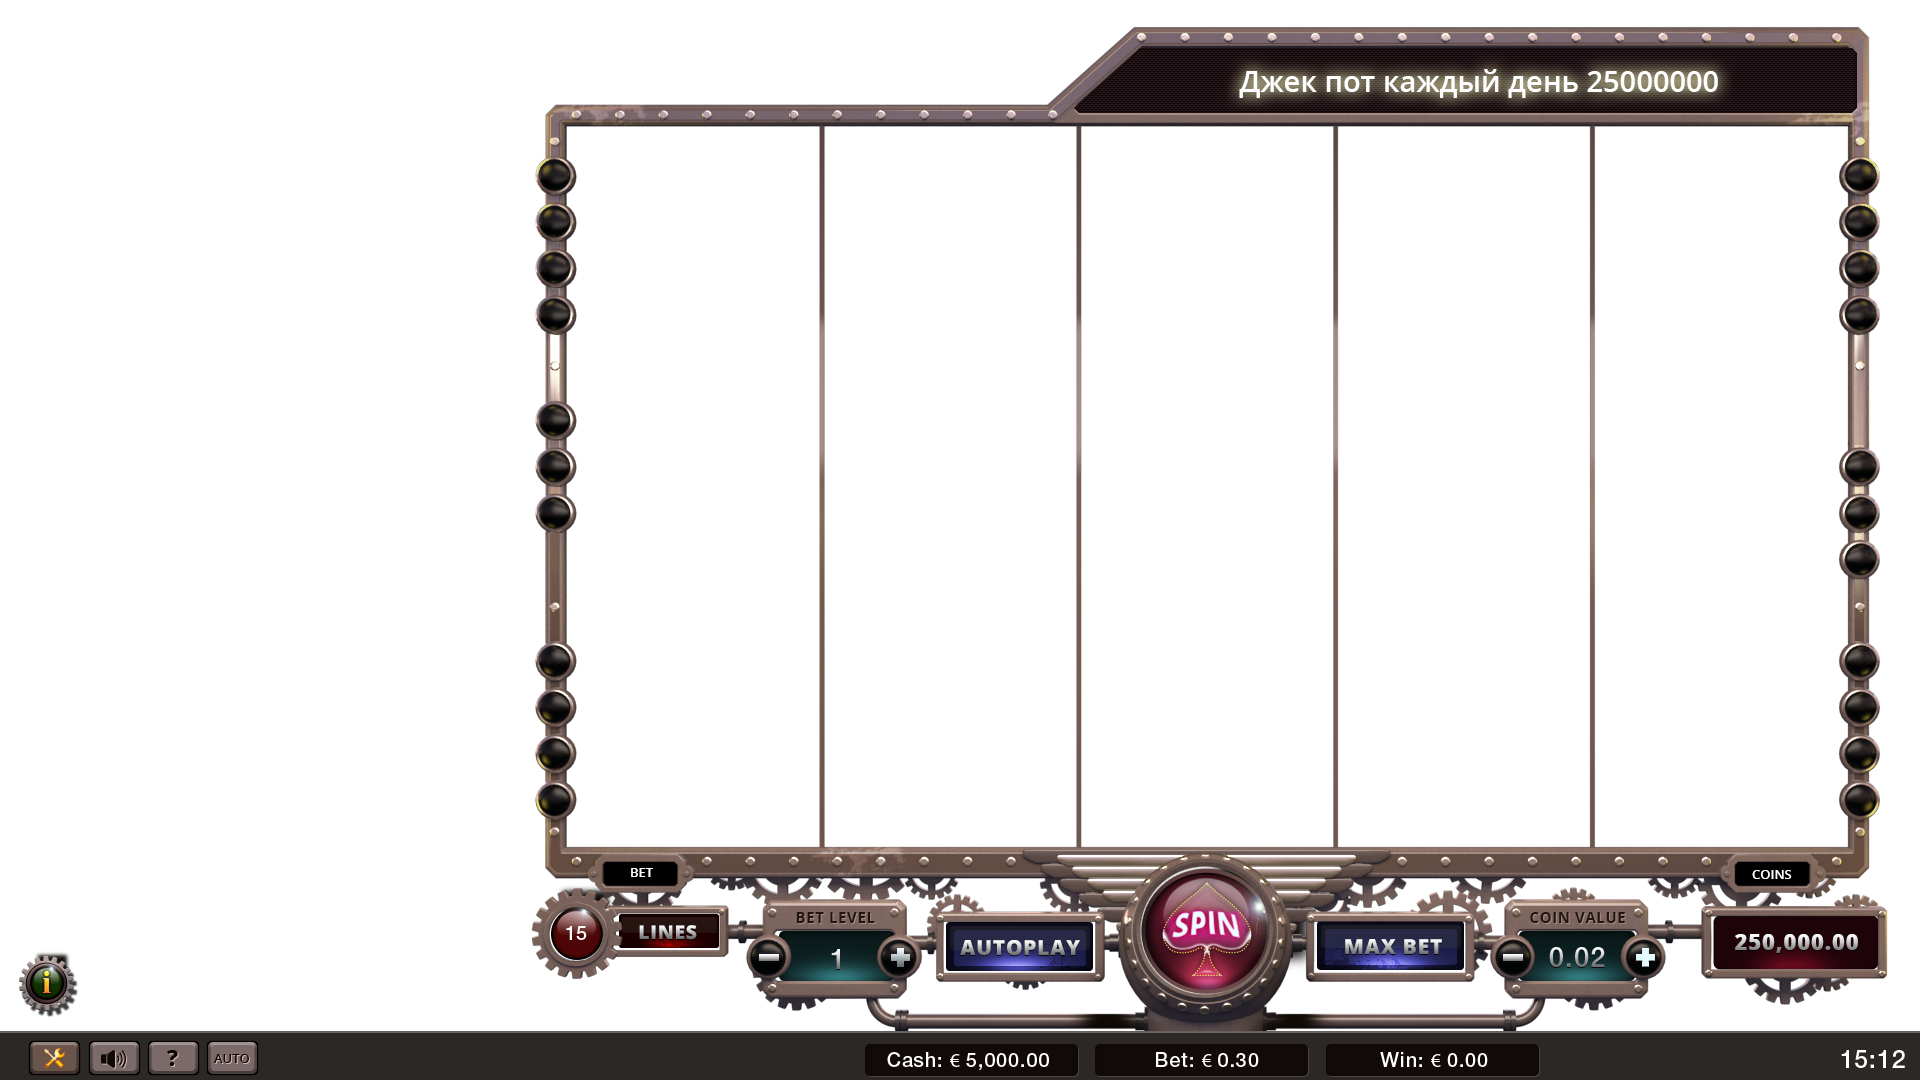 Джек пот каждый день 25000000
BET
COINS
15 LINES
BET LEVEL
1
AUTOPLAY
SPIN
MAX BET
COIN VALUE
0.02
250,000.00
i
?
AUTO
Cash: € 5,000.00
Bet: € 0.30
Win: € 0.00
15:12